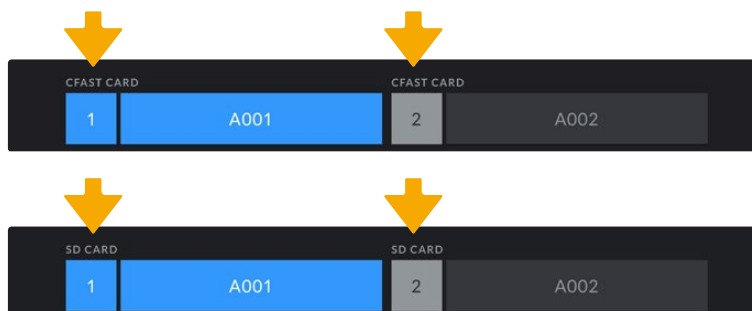 CFAST CARD CFAST CARD
1 A001 2 A002
SD CARD SD CARD
1 A001 2 A002